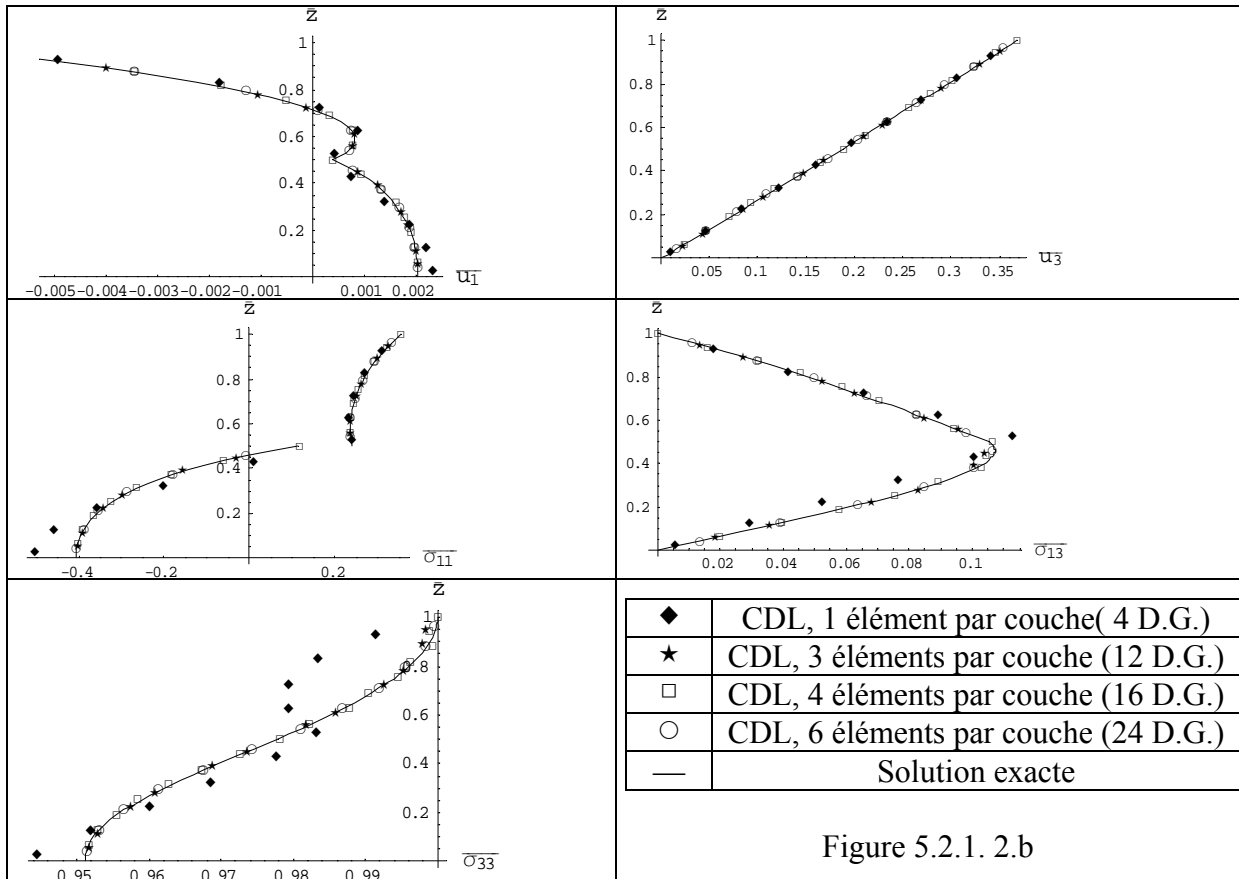 z̄
1
0.8
0.6
0.4
0.2
-0.005 -0.004 -0.003 -0.002 -0.001 0.001 0.002
u̅1
z̄
1
0.8
0.6
0.4
0.2
0.05 0.1 0.15 0.2 0.25 0.3 0.35
u̅3
z̄
1
0.8
0.6
0.4
0.2
-0.4 -0.2 0.2
σ̅11
z̄
1
0.8
0.6
0.4
0.2
0.02 0.04 0.06 0.08 0.1
σ̅13
z̄
1
0.8
0.6
0.4
0.2
0.95 0.96 0.97 0.98 0.99
σ̅33
◆ CDL, 1 élément par couche( 4 D.G.)
★ CDL, 3 éléments par couche (12 D.G.)
□ CDL, 4 éléments par couche (16 D.G.)
○ CDL, 6 éléments par couche (24 D.G.)
— Solution exacte
Figure 5.2.1. 2.b